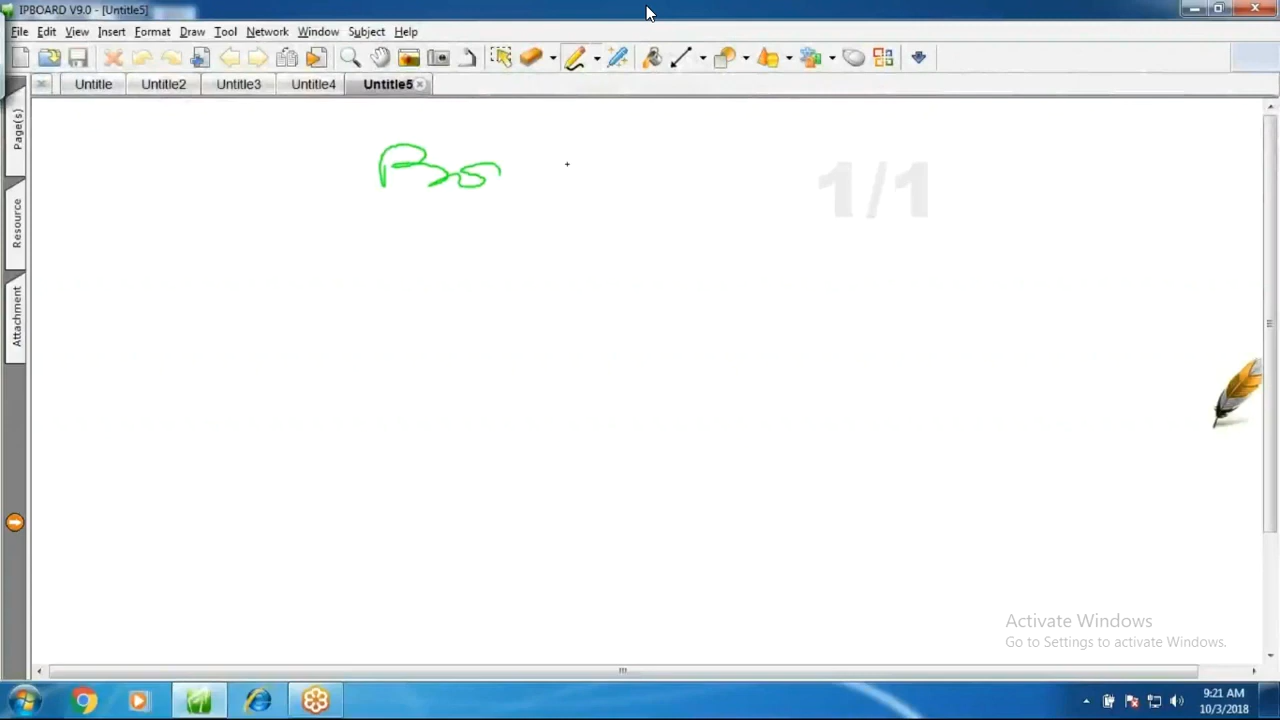 IPBOARD V9.0 - [Untitle5]
File Edit View Insert Format Draw Tool Network Window Subject Help
Untitle Untitle2 Untitle3 Untitle4 Untitle5
Page(s)
Resource
Attachment
1/1
Activate Windows
Go to Settings to activate Windows.
9:21 AM
10/3/2018